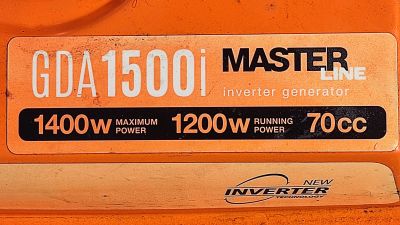 GDA1500i MASTER
LINE
inverter generator
1400w MAXIMUM POWER 1200w RUNNING POWER 70cc
NEW
INVERTER
TECHNOLOGY